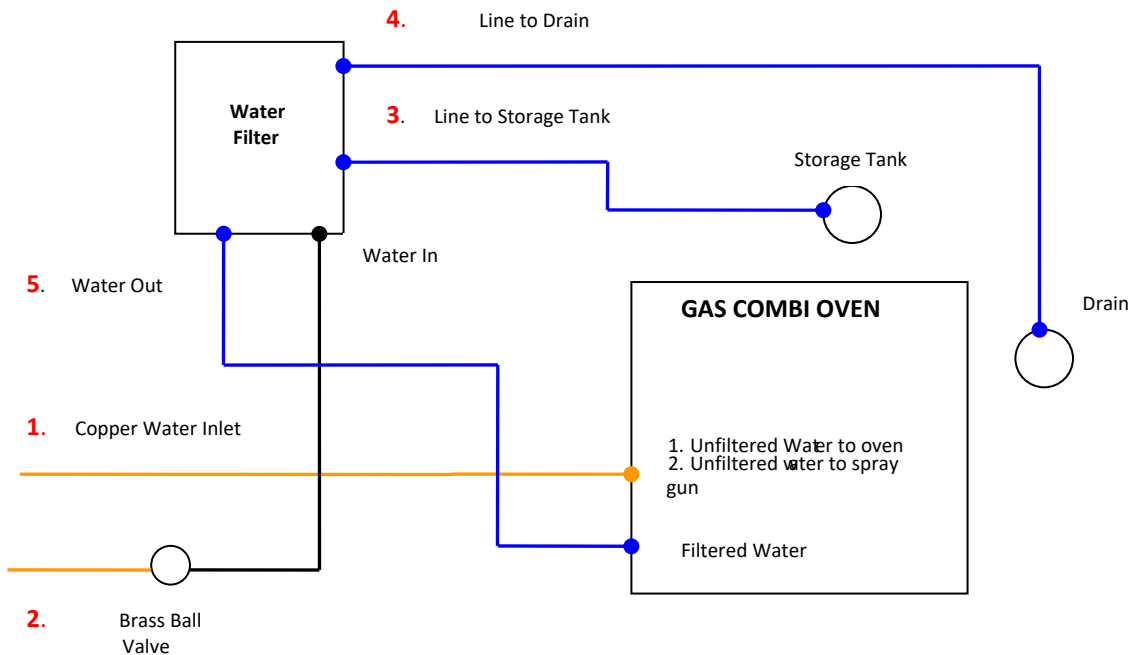 4. Line to Drain
Water
Filter
3. Line to Storage Tank
Storage Tank
Water In
5. Water Out
GAS COMBI OVEN
Drain
1. Copper Water Inlet
1. Unfiltered Water to oven
2. Unfiltered water to spray
gun
Filtered Water
2. Brass Ball
Valve